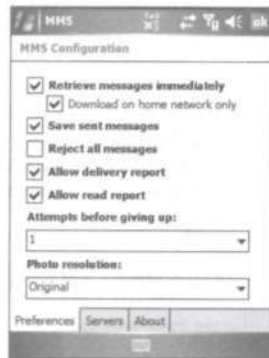 MMS
ok
MMS Configuration
Retrieve messages immediately
Download on home network only
Save sent messages
Reject all messages
Allow delivery report
Allow read report
Attempts before giving up:
1
Photo resolution:
Original
Preferences Servers About